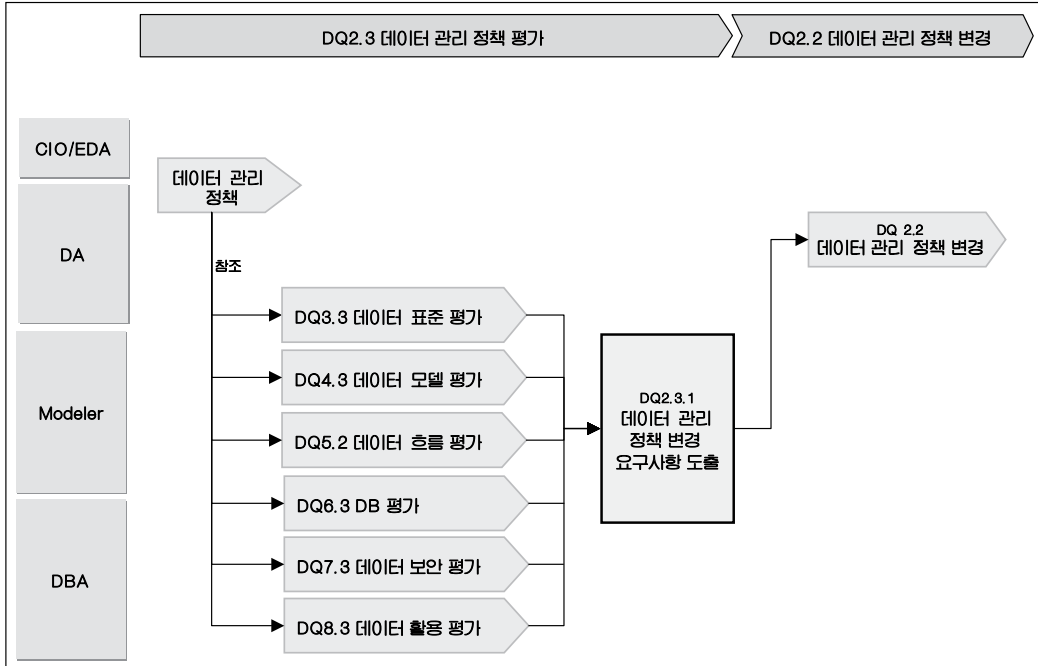 DQ2.3 데이터 관리 정책 평가
DQ2.2 데이터 관리 정책 변경
CIO/EDA
데이터 관리
정책
DA
참조
DQ 2.2
데이터 관리 정책 변경
DQ3.3 데이터 표준 평가
DQ4.3 데이터 모델 평가
Modeler
DQ5.2 데이터 흐름 평가
DQ2.3.1
데이터 관리
정책 변경
요구사항 도출
DQ6.3 DB 평가
DQ7.3 데이터 보안 평가
DBA
DQ8.3 데이터 활용 평가